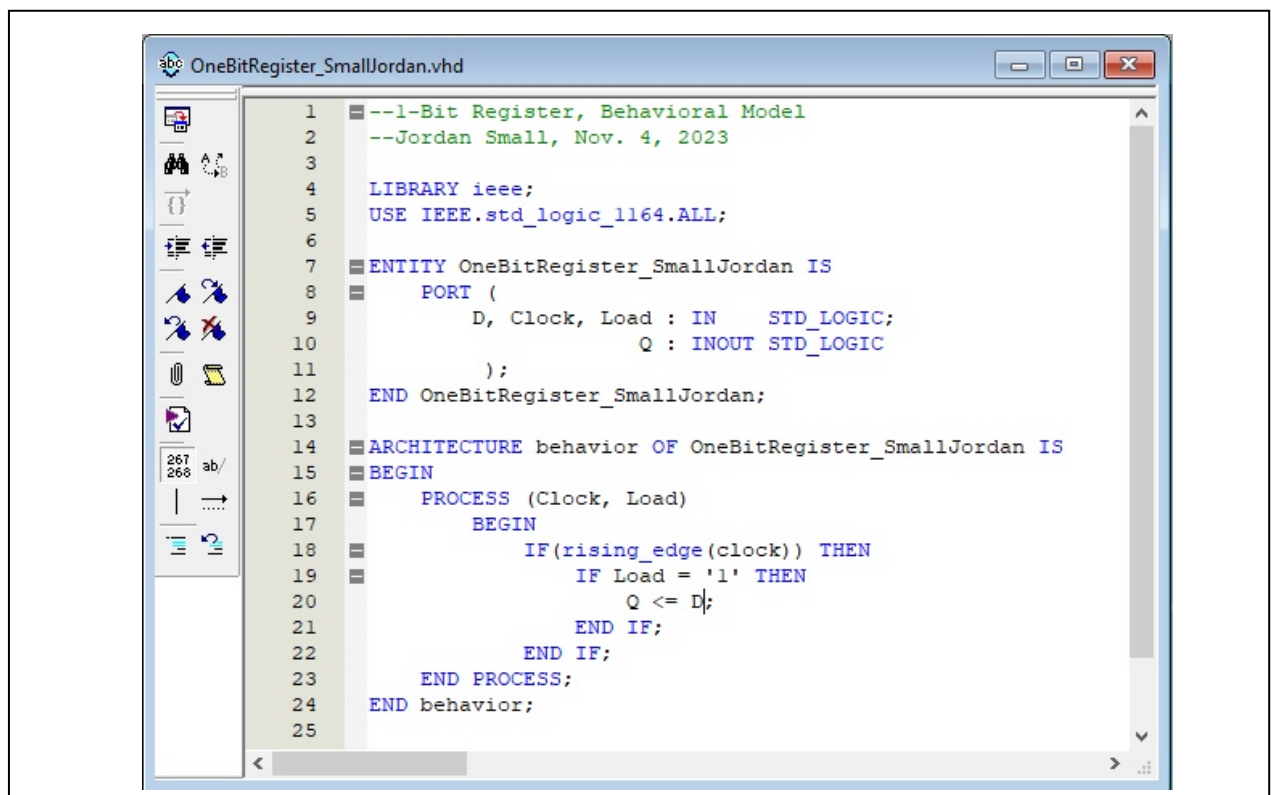 OneBitRegister_SmallJordan.vhd
1 --1-Bit Register, Behavioral Model
2 --Jordan Small, Nov. 4, 2023
3
4 LIBRARY ieee;
5 USE IEEE.std_logic_1164.ALL;
6
7 ENTITY OneBitRegister_SmallJordan IS
8 PORT (
9 D, Clock, Load : IN STD_LOGIC;
10 Q : INOUT STD_LOGIC
11 );
12 END OneBitRegister_SmallJordan;
13
14 ARCHITECTURE behavior OF OneBitRegister_SmallJordan IS
15 BEGIN
16 PROCESS (Clock, Load)
17 BEGIN
18 IF(rising_edge(clock)) THEN
19 IF Load = '1' THEN
20 Q <= D;
21 END IF;
22 END IF;
23 END PROCESS;
24 END behavior;
25
abc
A B
{}
267
268 ab/